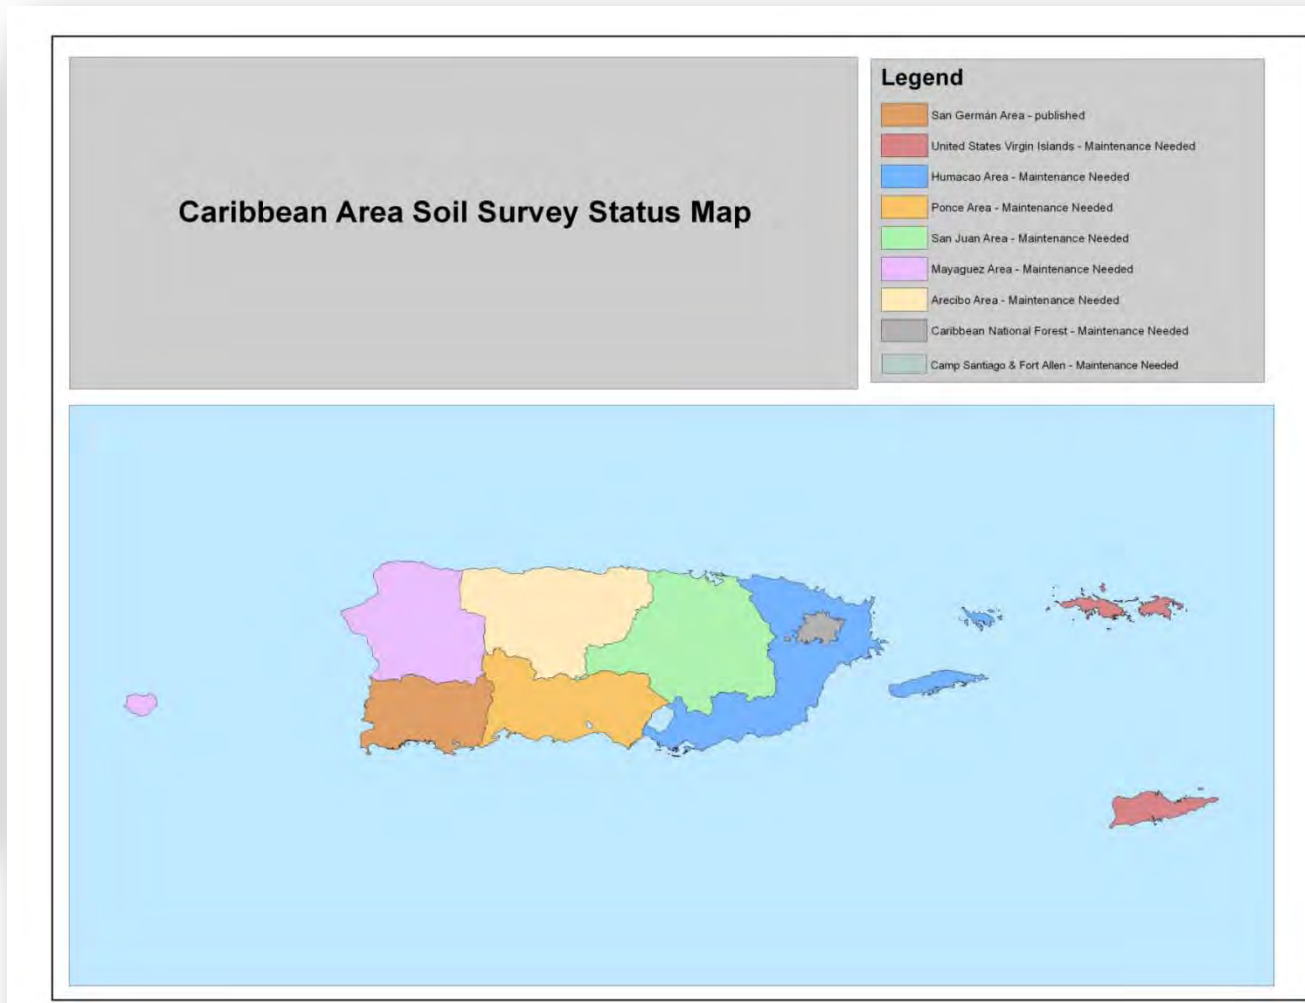 Caribbean Area Soil Survey Status Map
Legend
San Germán Area - published
United States Virgin Islands - Maintenance Needed
Humacao Area - Maintenance Needed
Ponce Area - Maintenance Needed
San Juan Area - Maintenance Needed
Mayaguez Area - Maintenance Needed
Arecibo Area - Maintenance Needed
Caribbean National Forest - Maintenance Needed
Camp Santiago & Fort Allen - Maintenance Needed